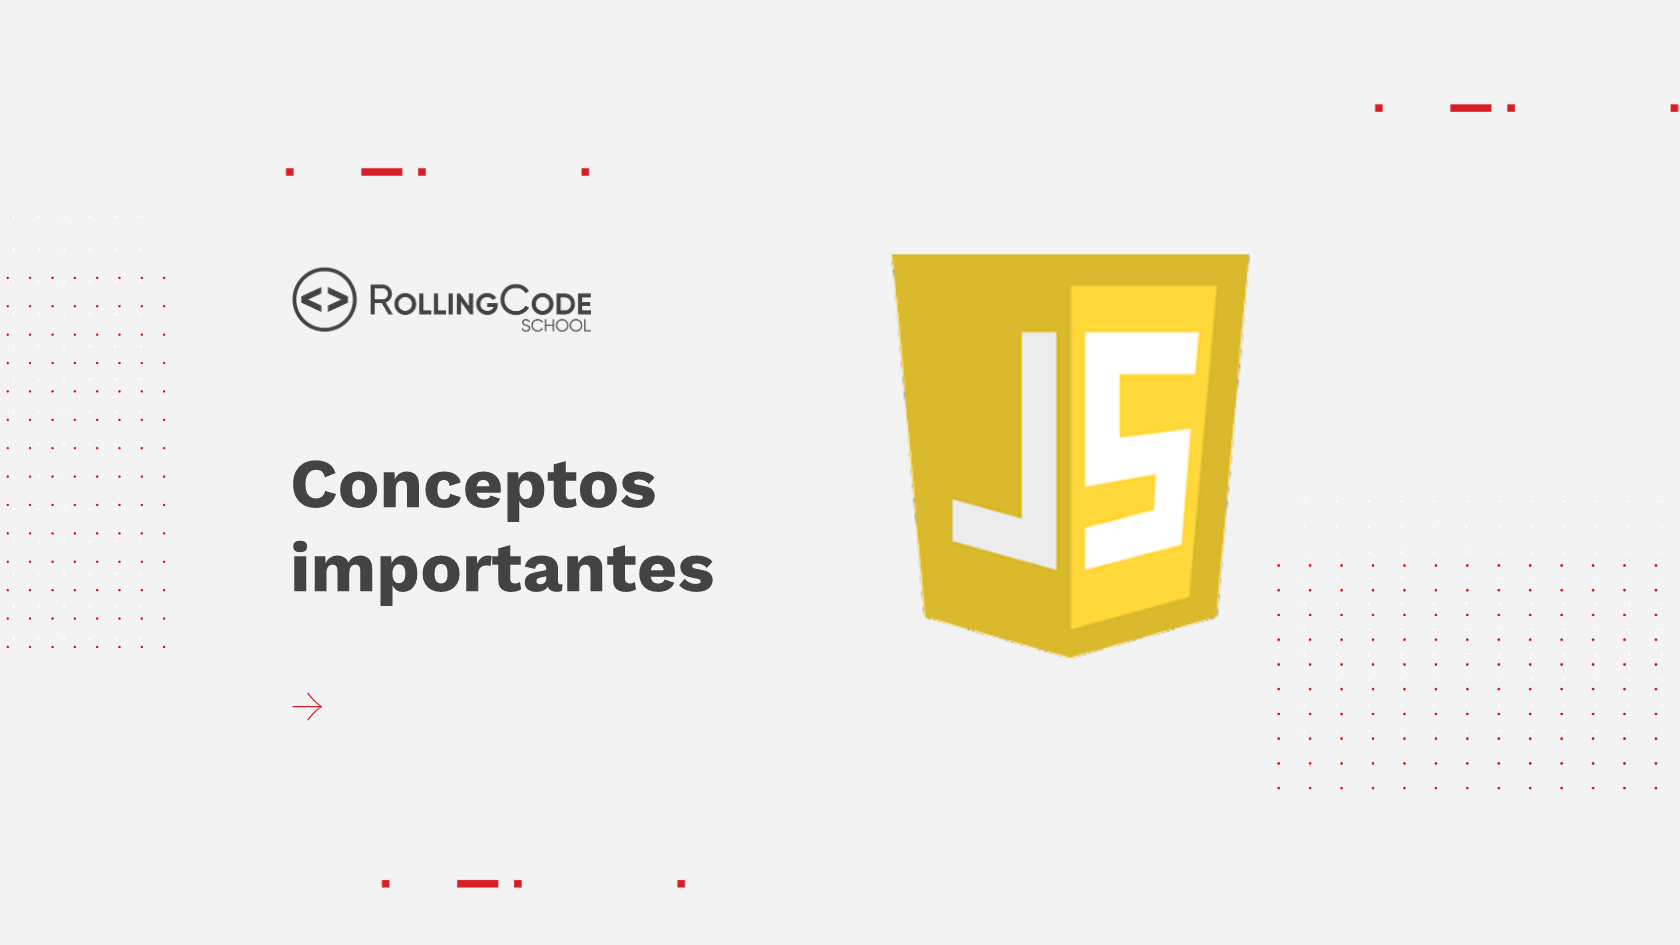 <> ROLLINGCODE
SCHOOL
Conceptos
importantes
JS